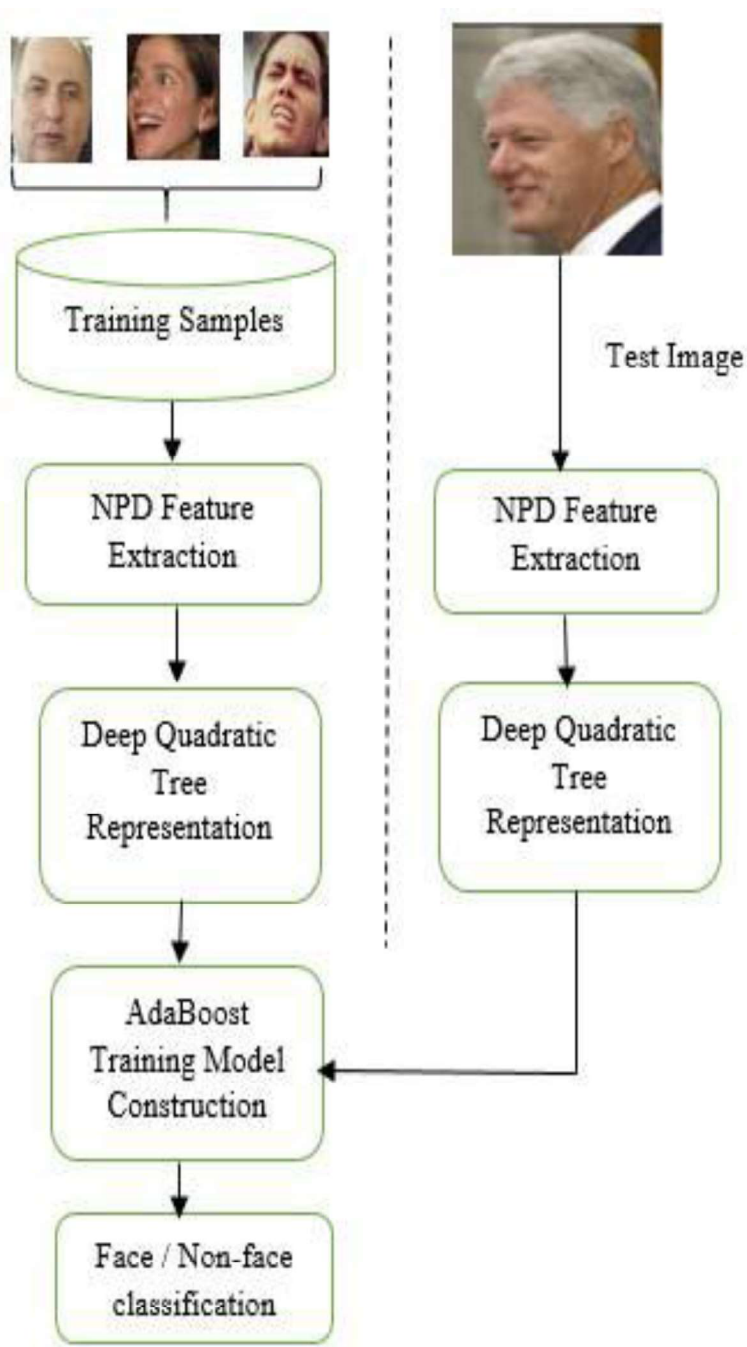 Training Samples
NPD Feature
Extraction
Deep Quadratic
Tree
Representation
AdaBoost
Training Model
Construction
Face / Non-face
classification
Test Image
NPD Feature
Extraction
Deep Quadratic
Tree
Representation